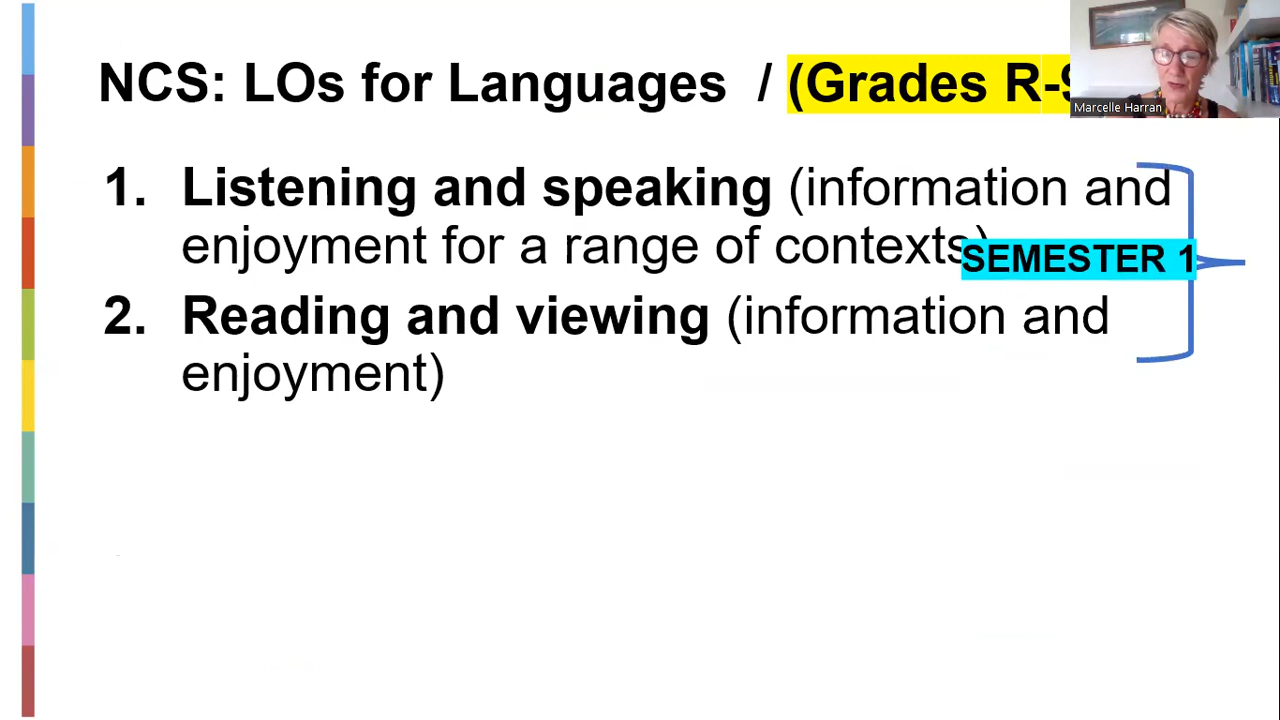 NCS: LOs for Languages / (Grades R-9
Marcelle Harran
1. Listening and speaking (information and
enjoyment for a range of contexts)
SEMESTER 1
2. Reading and viewing (information and
enjoyment)